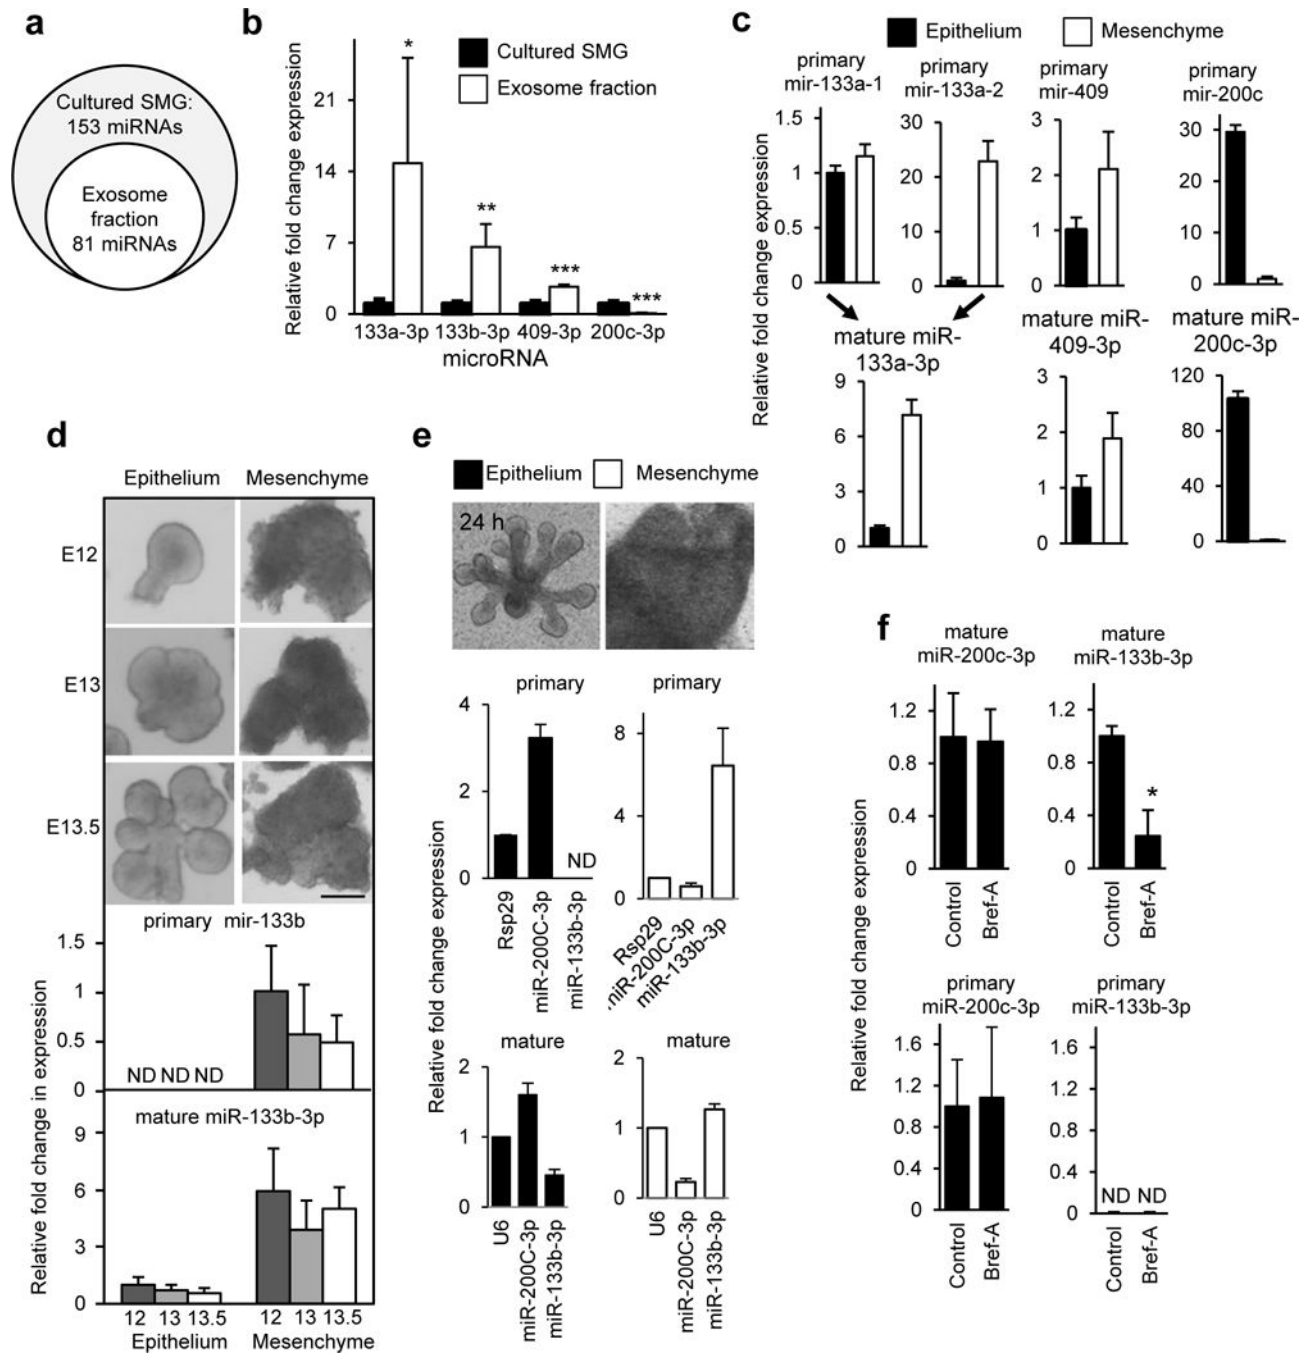 a
Cultured SMG:
153 miRNAs
Exosome
fraction
81 miRNAs
b
Relative fold change expression
21
14
7
0
*
**
***
***
Cultured SMG
Exosome fraction
133a-3p 133b-3p 409-3p 200c-3p
microRNA
c
Epithelium
Mesenchyme
Relative fold change expression
primary
mir-133a-1
1.5
1
0.5
0
primary
mir-133a-2
30
20
10
0
primary
mir-409
3
2
1
0
primary
mir-200c
30
20
10
0
mature miR-
133a-3p
9
6
3
0
mature miR-
409-3p
3
2
1
0
mature miR-
200c-3p
120
80
40
0
d
Epithelium Mesenchyme
E12
E13
E13.5
Relative fold change in expression
primary mir-133b
1.5
1
0.5
0
ND ND ND
mature miR-133b-3p
9
6
3
0
12 13 13.5 12 13 13.5
Epithelium Mesenchyme
e
Epithelium
Mesenchyme
24 h
Relative fold change expression
primary
4
2
0
ND
Rsp29
miR-200C-3p
miR-133b-3p
primary
8
4
0
Rsp29
miR-200C-3p
miR-133b-3p
mature
2
1
0
U6
miR-200C-3p
miR-133b-3p
mature
2
1
0
U6
miR-200C-3p
miR-133b-3p
f
Relative fold change expression
mature
miR-200c-3p
1.2
0.8
0.4
0
Control
Bref-A
mature
miR-133b-3p
1.2
0.8
0.4
0
*
Control
Bref-A
primary
miR-200c-3p
1.6
1.2
0.8
0.4
0
Control
Bref-A
primary
miR-133b-3p
1.6
1.2
0.8
0.4
0
ND ND
Control
Bref-A